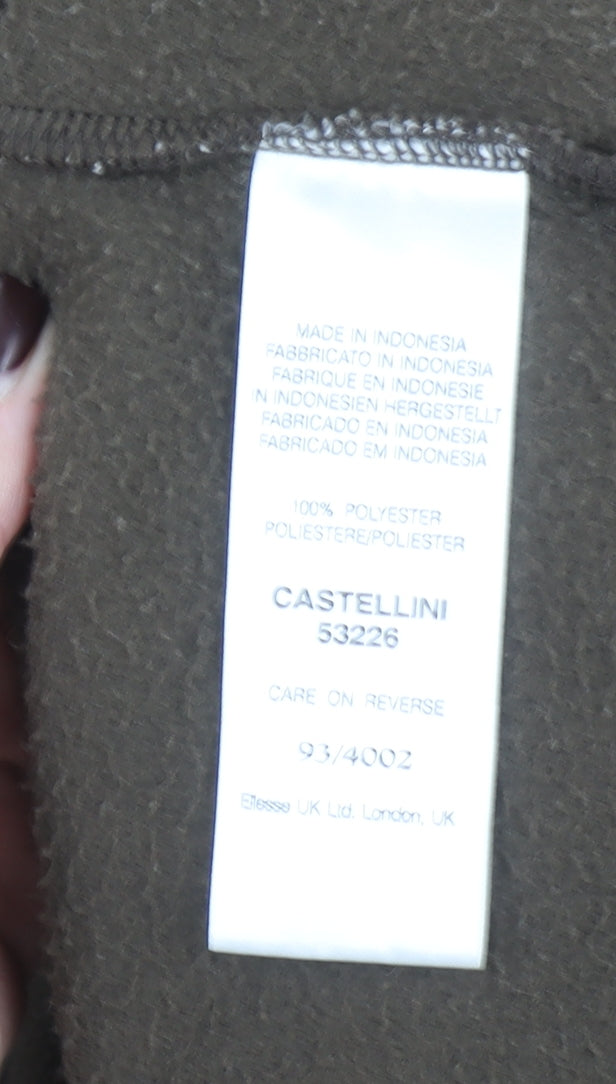 MADE IN INDONESIA
FABBRICATO IN INDONESIA
FABRIQUE EN INDONESIE
IN INDONESIEN HERGESTELLT
FABRICADO EN INDONESIA
FABRICADO EM INDONESIA
100% POLYESTER
POLIESTERE/POLIESTER
CASTELLINI
53226
CARE ON REVERSE
93/4002
Ellesse UK Ltd. London, UK